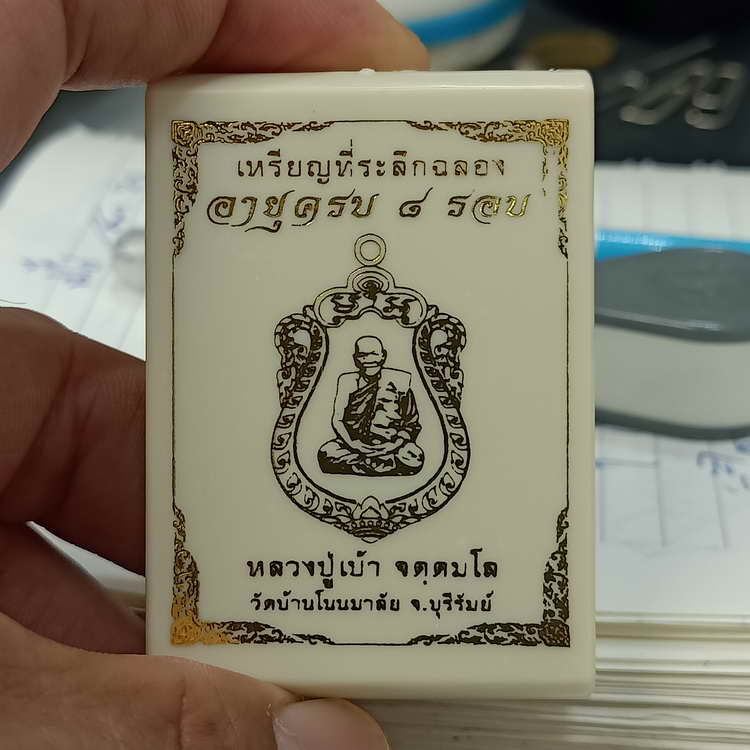 เหรียญที่ระลึกฉลอง
อายุครบ ๘ รอบ
หลวงปู่เบ้า จตฺตมโล
วัดบ้านโนนมาลัย จ.บุรีรัมย์